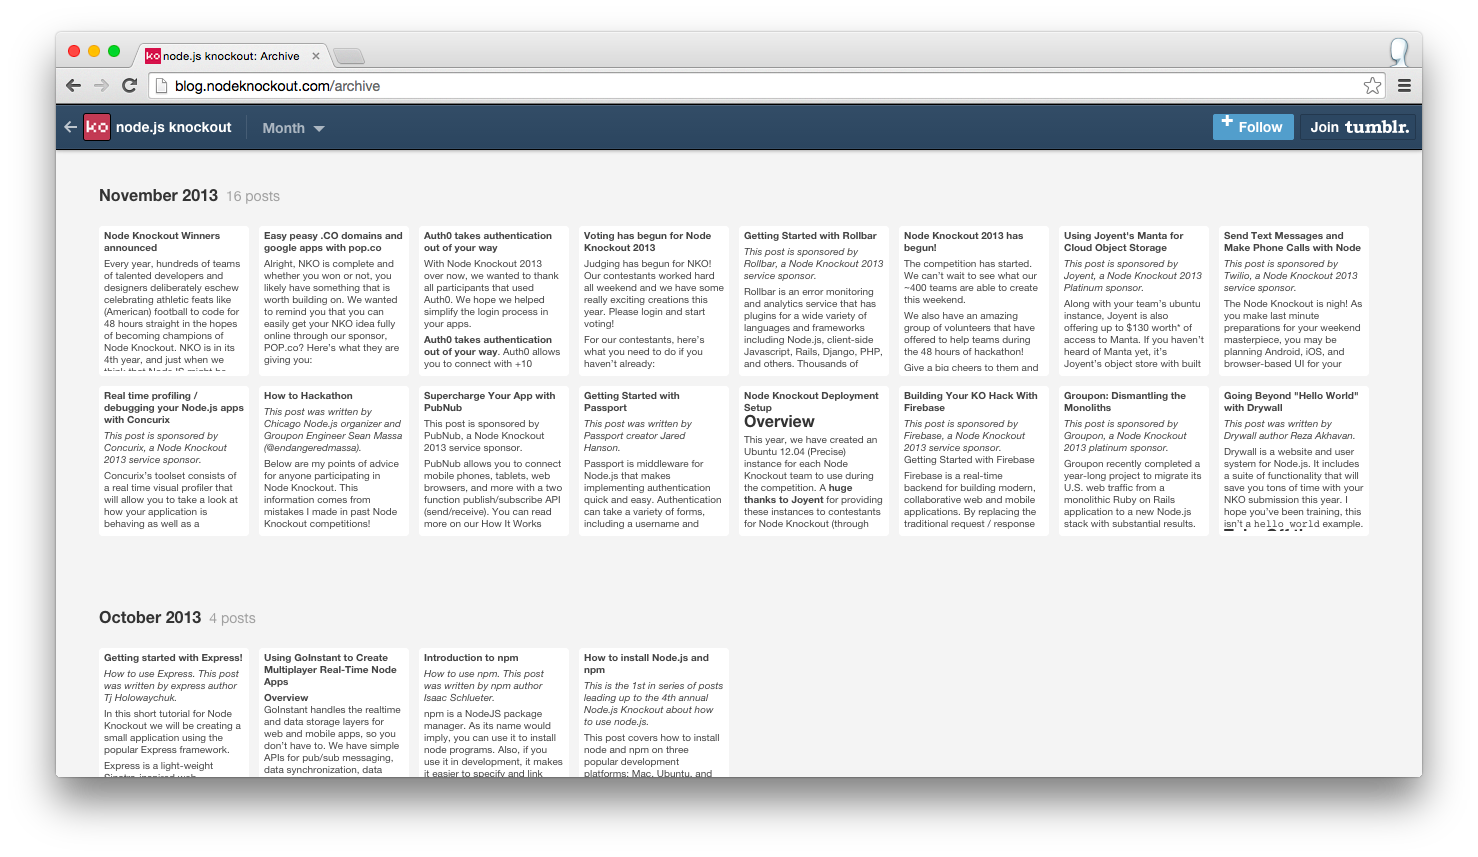 node.js knockout: Archive
blog.nodeknockout.com/archive
ko
node.js knockout
Month
+ Follow
Join tumblr.
November 2013 16 posts
Node Knockout Winners
announced
Every year, hundreds of teams
of talented developers and
designers deliberately eschew
celebrating athletic feats like
(American) football to code for
48 hours straight in the hopes
of becoming champions of
Node Knockout. NKO is in its
4th year, and just when we
think that NodeJS might be
Easy peasy .CO domains and
google apps with pop.co
Alright, NKO is complete and
whether you won or not, you
likely have something that is
worth building on. We wanted
to remind you that you can
easily get your NKO idea fully
online through our sponsor,
POP.co? Here's what they are
giving you:
Auth0 takes authentication
out of your way
With Node Knockout 2013
over now, we wanted to thank
all participants that used
Auth0. We hope we helped
simplify the login process in
your apps.
Auth0 takes authentication
out of your way. Auth0 allows
you to connect with +10
Voting has begun for Node
Knockout 2013
Judging has begun for NKO!
Our contestants worked hard
all weekend and we have some
really exciting creations this
year. Please login and start
voting!
For our contestants, here's
what you need to do if you
haven't already:
Getting Started with Rollbar
This post is sponsored by
Rollbar, a Node Knockout 2013
service sponsor.
Rollbar is an error monitoring
and analytics service that has
plugins for a wide variety of
languages and frameworks
including Node.js, client-side
Javascript, Rails, Django, PHP,
and others. Thousands of
Node Knockout 2013 has
begun!
The competition has started.
We can't wait to see what our
~400 teams are able to create
this weekend.
We also have an amazing
group of volunteers that have
offered to help teams during
the 48 hours of hackathon!
Give a big cheers to them and
Using Joyent's Manta for
Cloud Object Storage
This post is sponsored by
Joyent, a Node Knockout 2013
Platinum sponsor.
Along with your team's ubuntu
instance, Joyent is also
offering up to $130 worth* of
access to Manta. If you haven't
heard of Manta yet, it's
Joyent's object store with built
Send Text Messages and
Make Phone Calls with Node
This post is sponsored by
Twilio, a Node Knockout 2013
service sponsor.
The Node Knockout is nigh! As
you make last minute
preparations for your weekend
masterpiece, you may be
planning Android, iOS, and
browser-based UI for your
Real time profiling /
debugging your Node.js apps
with Concurix
This post is sponsored by
Concurix, a Node Knockout
2013 service sponsor.
Concurix's toolset consists of
a real time visual profiler that
will allow you to take a look at
how your application is
behaving as well as a
How to Hackathon
This post was written by
Chicago Node.js organizer and
Groupon Engineer Sean Massa
(@endangeredmassa).
Below are my points of advice
for anyone participating in
Node Knockout. This
information comes from
mistakes I made in past Node
Knockout competitions!
Supercharge Your App with
PubNub
This post is sponsored by
PubNub, a Node Knockout
2013 service sponsor.
PubNub allows you to connect
mobile phones, tablets, web
browsers, and more with a two
function publish/subscribe API
(send/receive). You can read
more on our How It Works
Getting Started with
Passport
This post was written by
Passport creator Jared
Hanson.
Passport is middleware for
Node.js that makes
implementing authentication
quick and easy. Authentication
can take a variety of forms,
including a username and
Node Knockout Deployment
Setup
Overview
This year, we have created an
Ubuntu 12.04 (Precise)
instance for each Node
Knockout team to use during
the competition. A huge
thanks to Joyent for providing
these instances to contestants
for Node Knockout (through
Building Your KO Hack With
Firebase
This post is sponsored by
Firebase, a Node Knockout
2013 service sponsor.
Getting Started with Firebase
Firebase is a real-time
backend for building modern,
collaborative web and mobile
applications. By replacing the
traditional request / response
Groupon: Dismantling the
Monoliths
This post is sponsored by
Groupon, a Node Knockout
2013 platinum sponsor.
Groupon recently completed a
year-long project to migrate its
U.S. web traffic from a
monolithic Ruby on Rails
application to a new Node.js
stack with substantial results.
Going Beyond "Hello World"
with Drywall
This post was written by
Drywall author Reza Akhavan.
Drywall is a website and user
system for Node.js. It includes
a suite of functionality that will
save you tons of time with your
NKO submission this year. I
hope you've been training, this
isn't a hello world example.
October 2013 4 posts
Getting started with Express!
How to use Express. This post
was written by express author
Tj Holowaychuk.
In this short tutorial for Node
Knockout we will be creating a
small application using the
popular Express framework.
Express is a light-weight
Sinatra-inspired web
Using GoInstant to Create
Multiplayer Real-Time Node
Apps
Overview
GoInstant handles the realtime
and data storage layers for
web and mobile apps, so you
don't have to. We have simple
APIs for pub/sub messaging,
data synchronization, data
Introduction to npm
How to use npm. This post
was written by npm author
Isaac Schlueter.
npm is a NodeJS package
manager. As its name would
imply, you can use it to install
node programs. Also, if you
use it in development, it makes
it easier to specify and link
How to install Node.js and
npm
This is the 1st in series of posts
leading up to the 4th annual
Node.js Knockout about how
to use node.js.
This post covers how to install
node and npm on three
popular development
platforms: Mac, Ubuntu, and